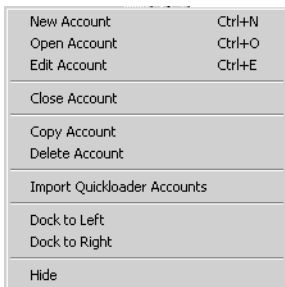 New Account Ctrl+N
Open Account Ctrl+O
Edit Account Ctrl+E
Close Account
Copy Account
Delete Account
Import Quickloader Accounts
Dock to Left
Dock to Right
Hide